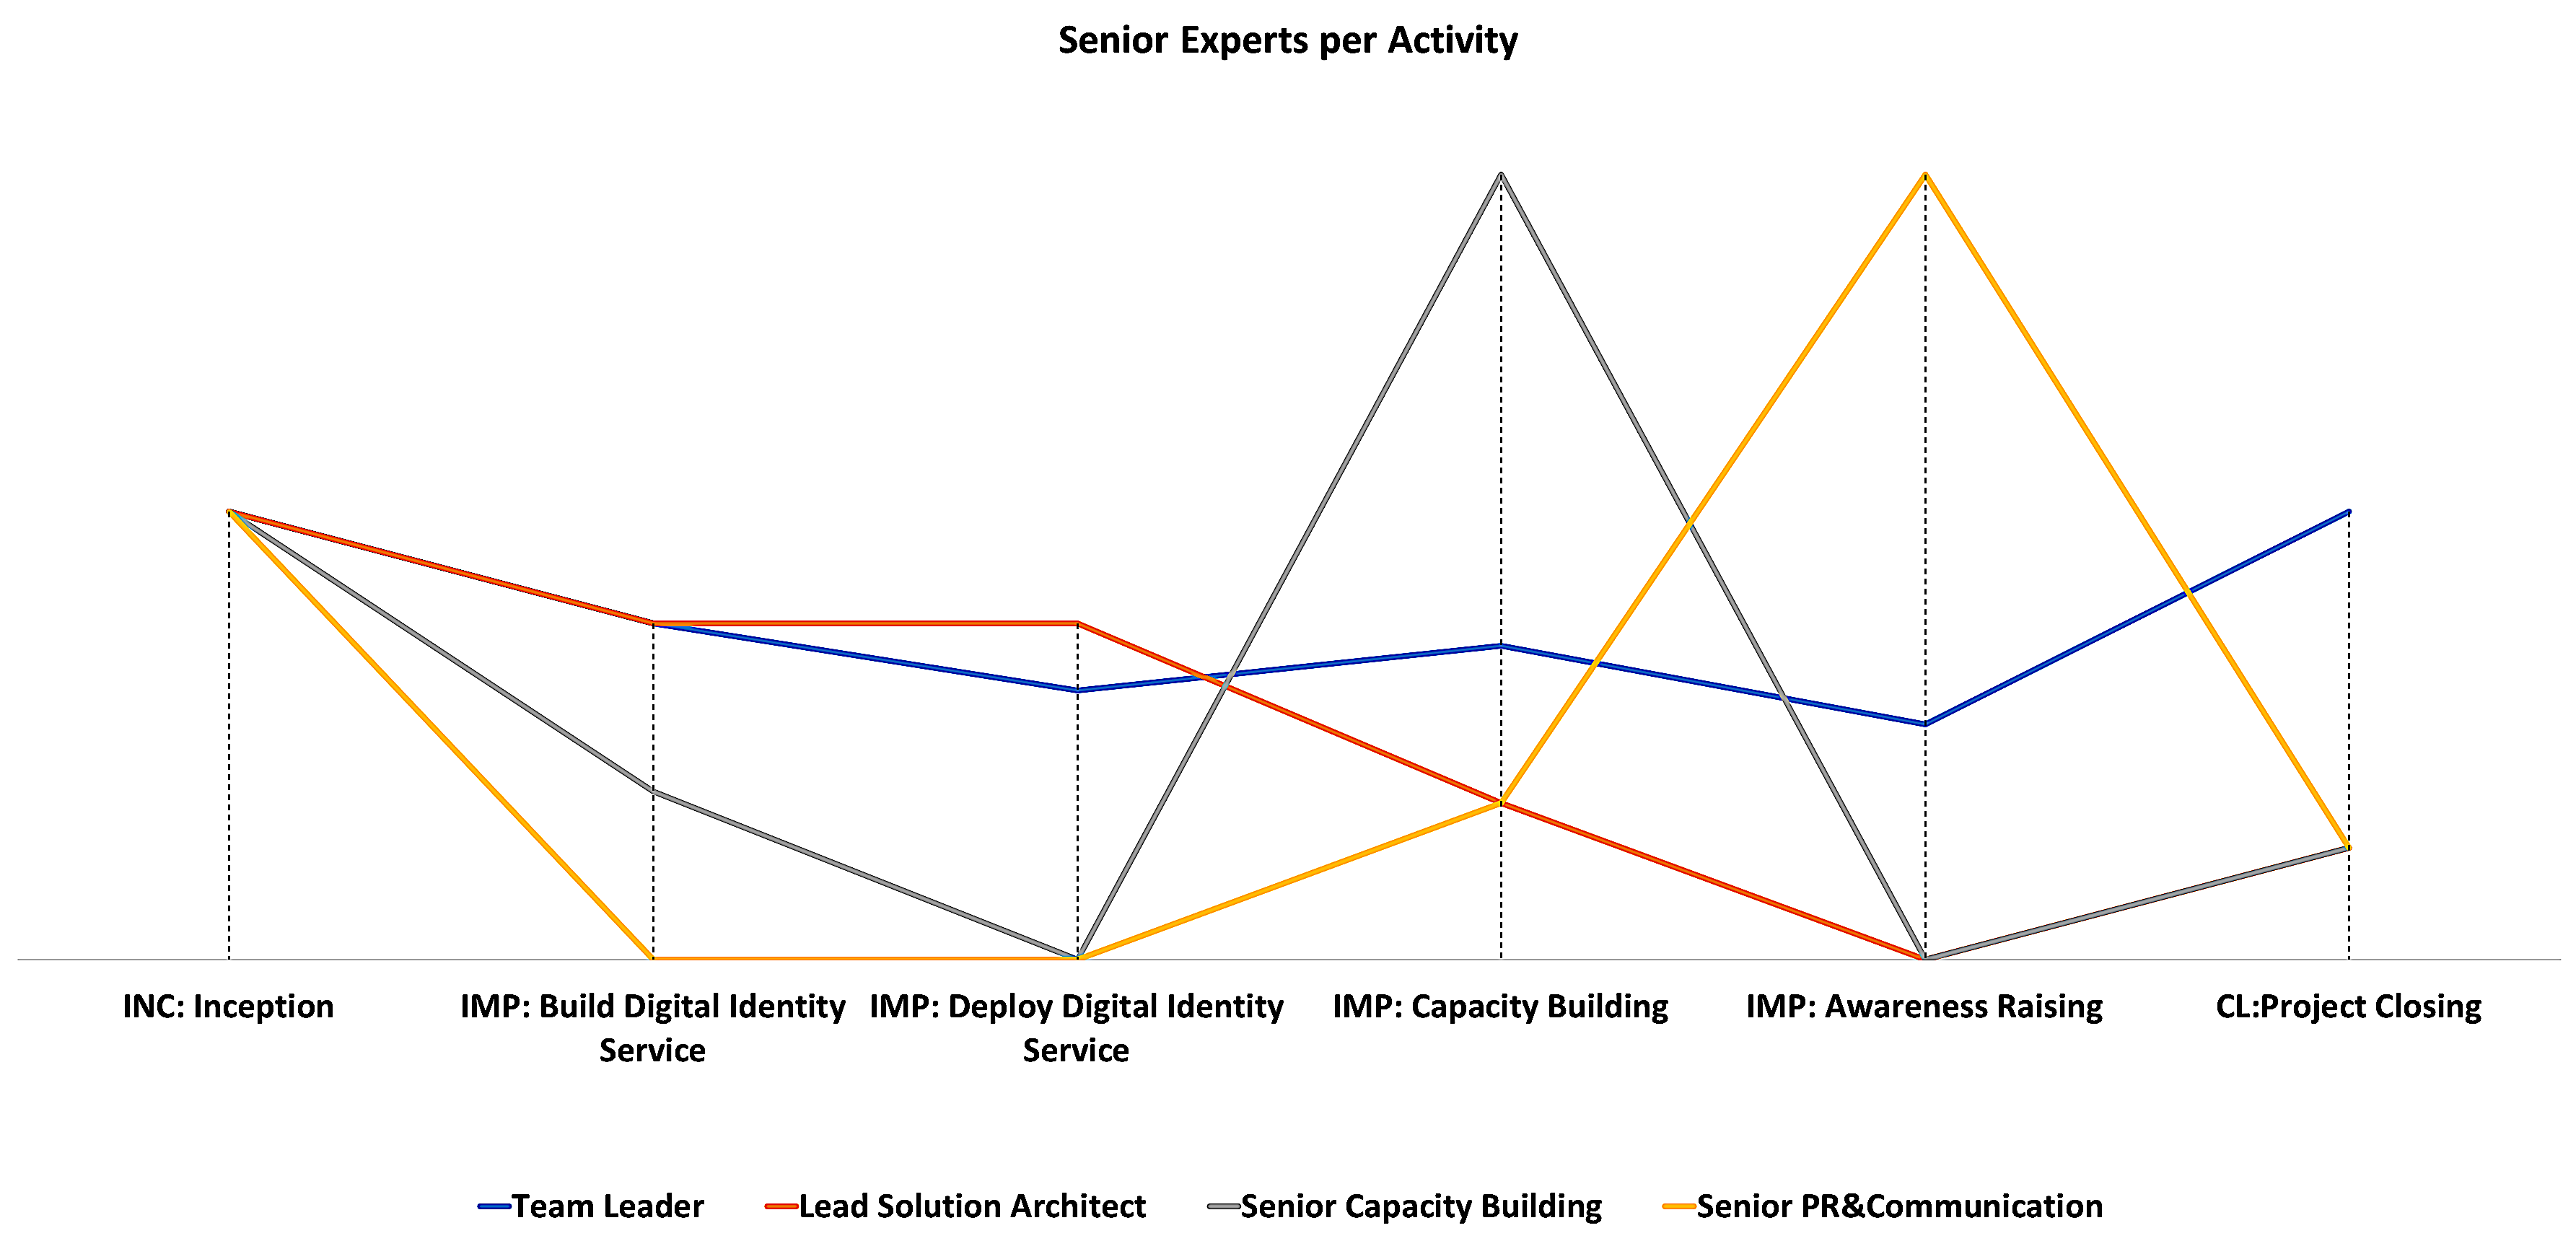 Senior Experts per Activity
INC: Inception
IMP: Build Digital Identity
Service
IMP: Deploy Digital Identity
Service
IMP: Capacity Building
IMP: Awareness Raising
CL:Project Closing
Team Leader
Lead Solution Architect
Senior Capacity Building
Senior PR&Communication